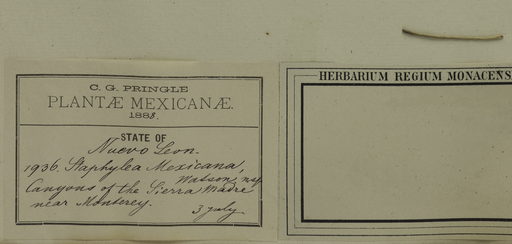 C. G. PRINGLE
PLANTÆ MEXICANÆ.
1888.
STATE OF
Nuevo Leon.
1936. Staphylea Mexicana,
Watson, n sp.
Canyons of the Sierra Madre
near Monterey.
3 July
HERBARIUM REGIUM MONACENS